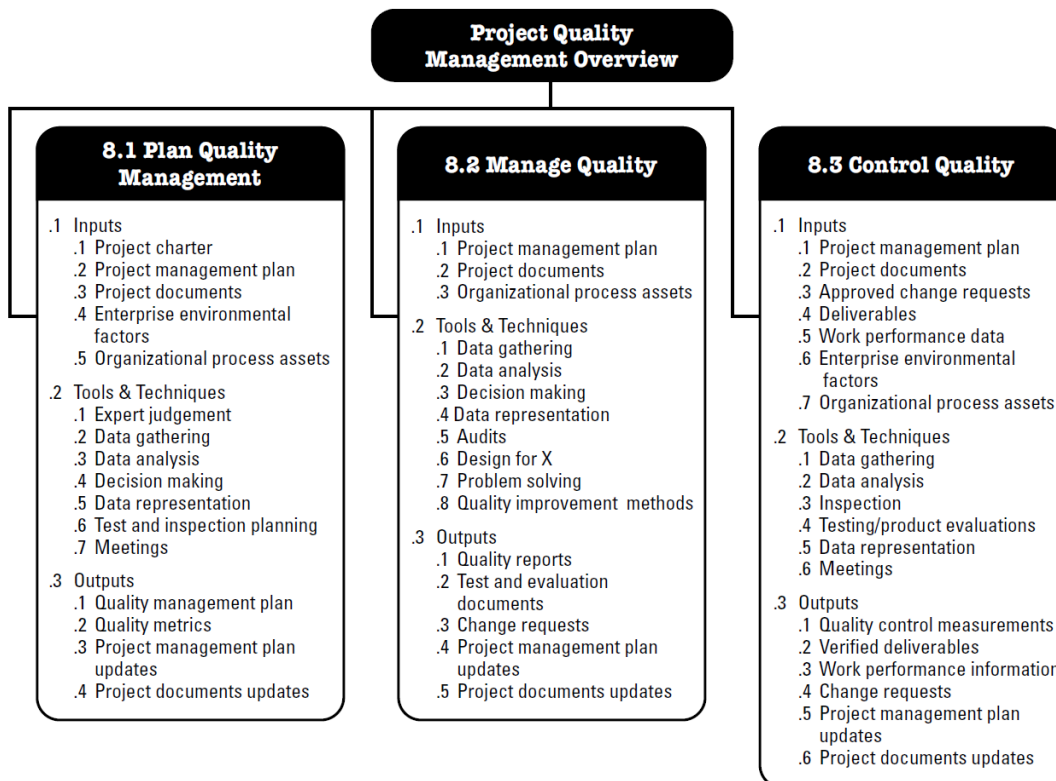 Project Quality
Management Overview
8.1 Plan Quality
Management
.1 Inputs
.1 Project charter
.2 Project management plan
.3 Project documents
.4 Enterprise environmental
factors
.5 Organizational process assets
.2 Tools & Techniques
.1 Expert judgement
.2 Data gathering
.3 Data analysis
.4 Decision making
.5 Data representation
.6 Test and inspection planning
.7 Meetings
.3 Outputs
.1 Quality management plan
.2 Quality metrics
.3 Project management plan
updates
.4 Project documents updates
8.2 Manage Quality
.1 Inputs
.1 Project management plan
.2 Project documents
.3 Organizational process assets
.2 Tools & Techniques
.1 Data gathering
.2 Data analysis
.3 Decision making
.4 Data representation
.5 Audits
.6 Design for X
.7 Problem solving
.8 Quality improvement methods
.3 Outputs
.1 Quality reports
.2 Test and evaluation
documents
.3 Change requests
.4 Project management plan
updates
.5 Project documents updates
8.3 Control Quality
.1 Inputs
.1 Project management plan
.2 Project documents
.3 Approved change requests
.4 Deliverables
.5 Work performance data
.6 Enterprise environmental
factors
.7 Organizational process assets
.2 Tools & Techniques
.1 Data gathering
.2 Data analysis
.3 Inspection
.4 Testing/product evaluations
.5 Data representation
.6 Meetings
.3 Outputs
.1 Quality control measurements
.2 Verified deliverables
.3 Work performance information
.4 Change requests
.5 Project management plan
updates
.6 Project documents updates